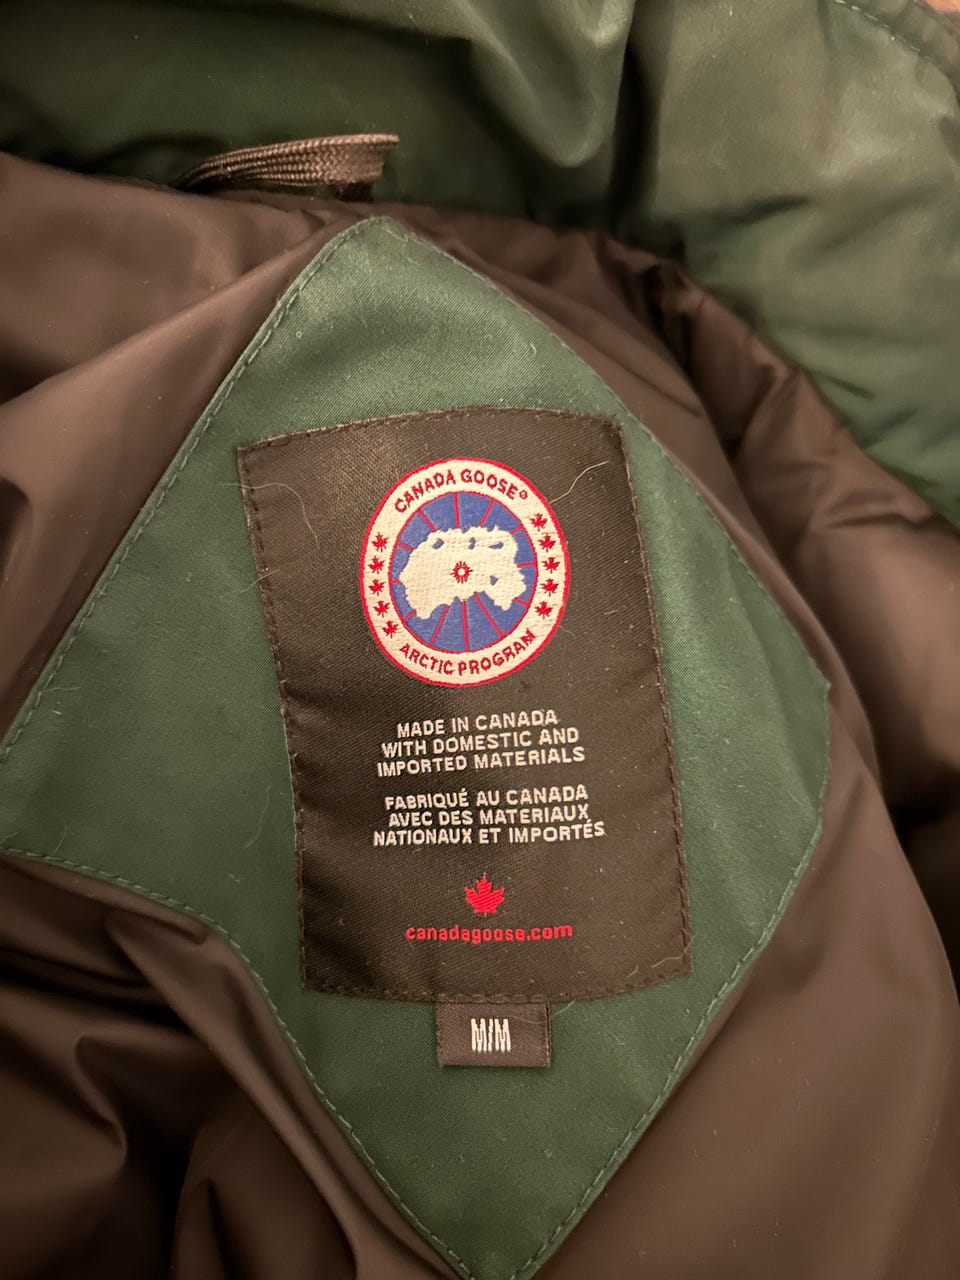 CANADA GOOSE®
ARCTIC PROGRAM
MADE IN CANADA
WITH DOMESTIC AND
IMPORTED MATERIALS
FABRIQUÉ AU CANADA
AVEC DES MATERIAUX
NATIONAUX ET IMPORTÉS
canadagoose.com
M/M